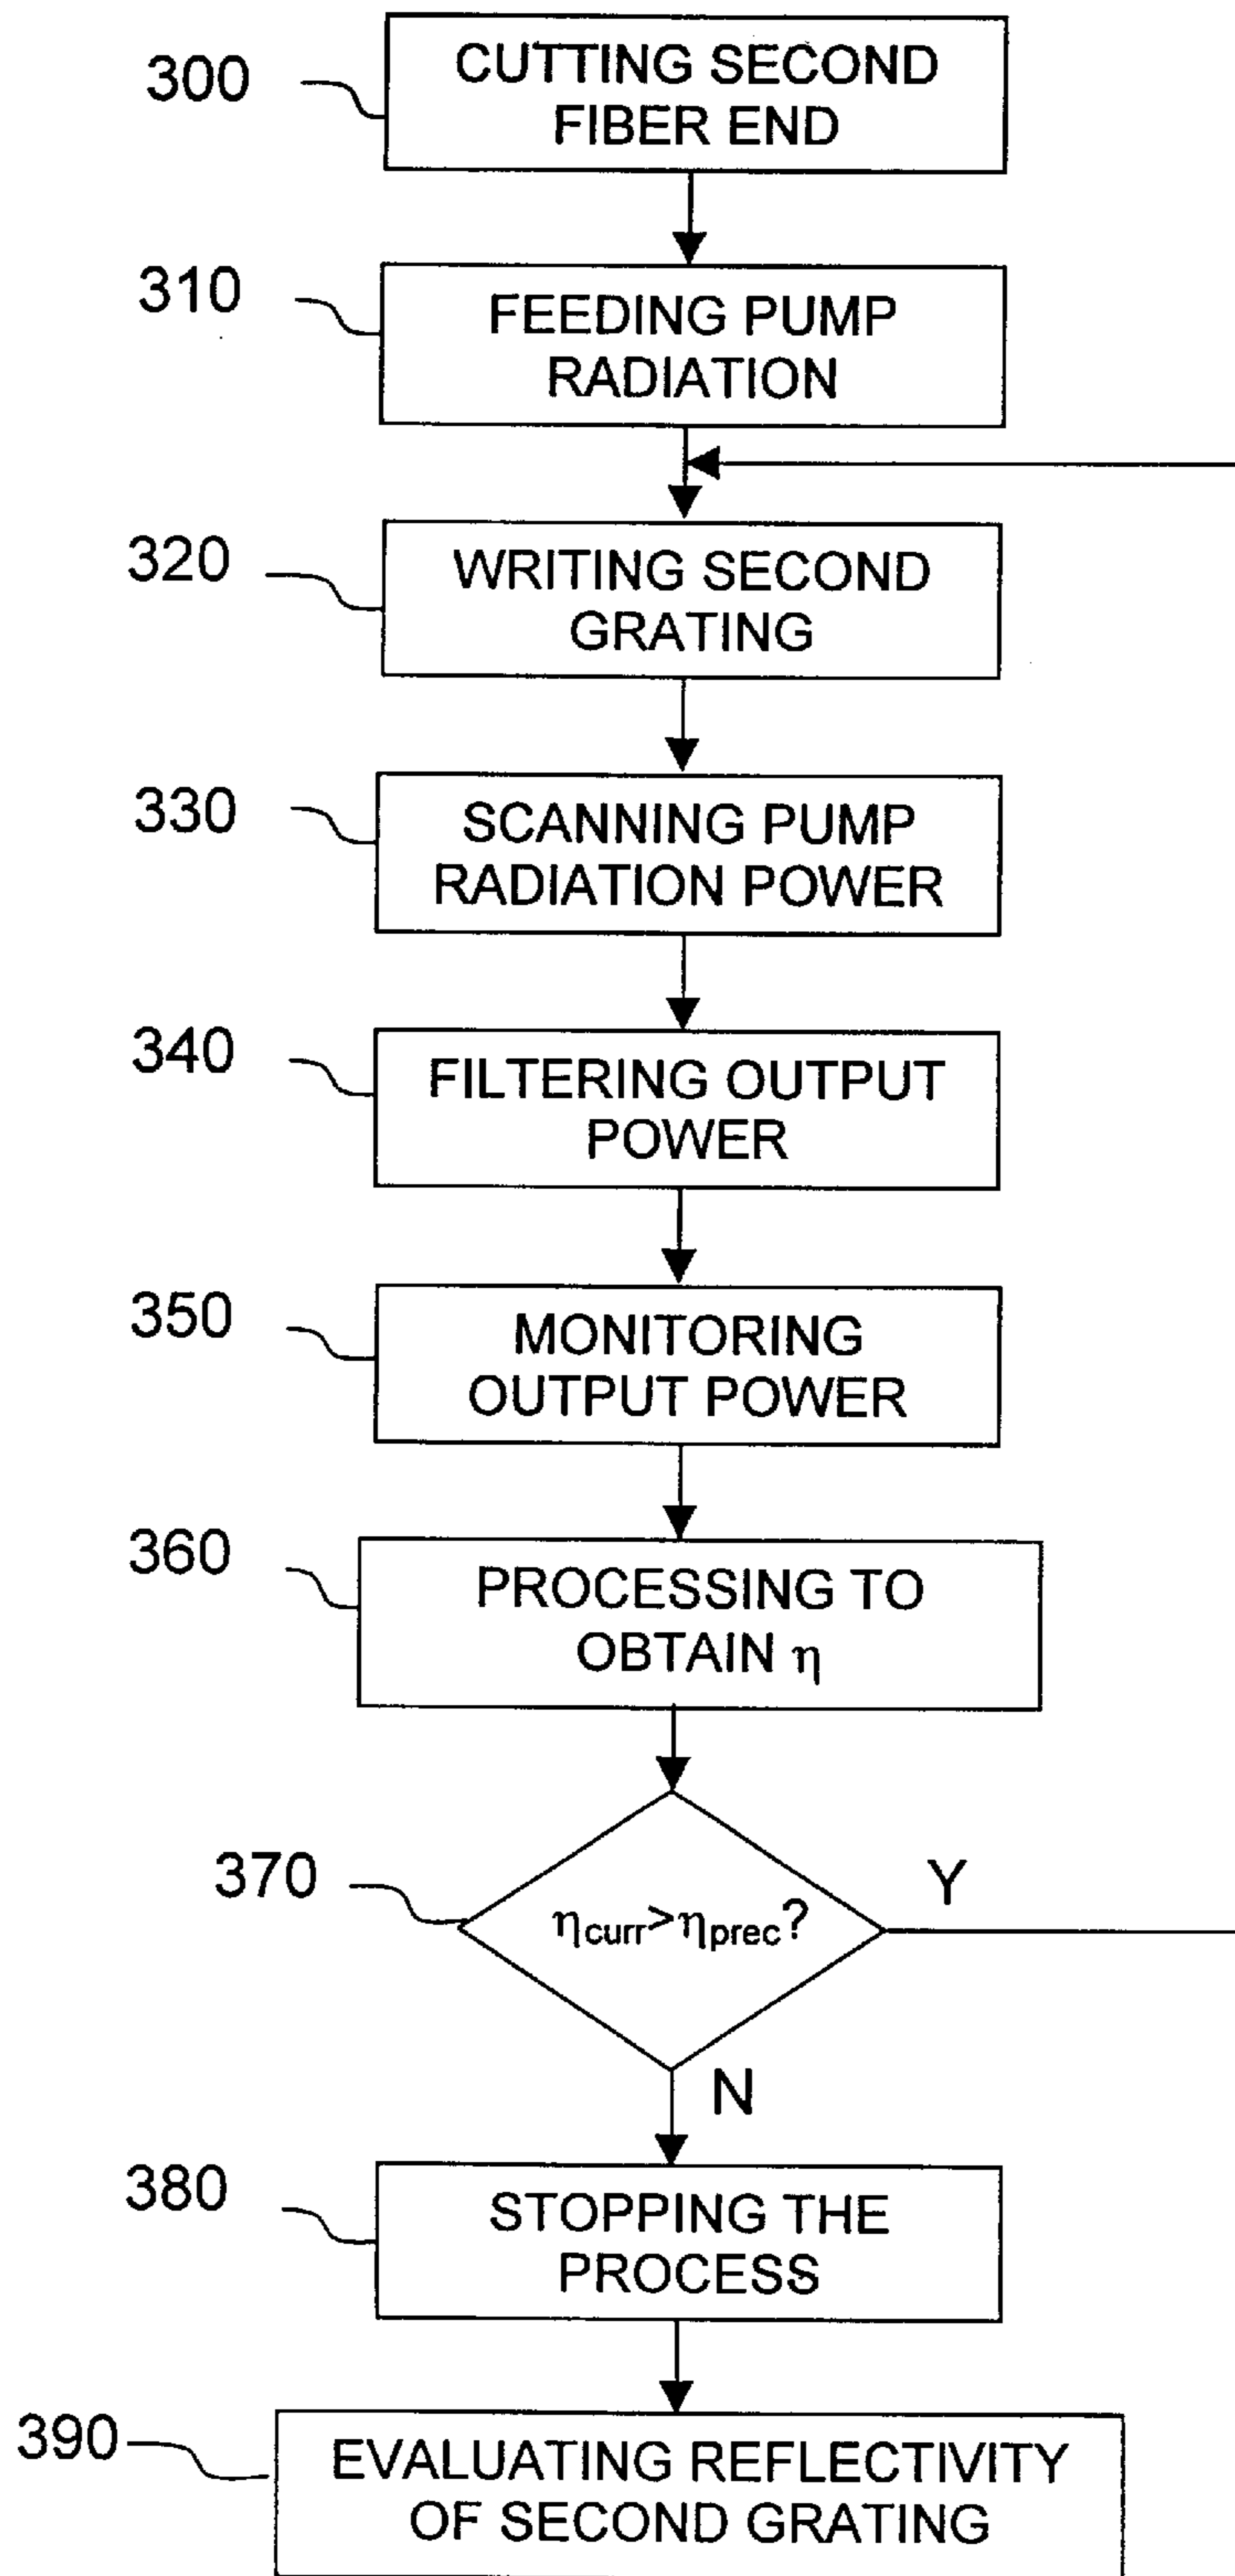 300
CUTTING SECOND
FIBER END
310
FEEDING PUMP
RADIATION
320
WRITING SECOND
GRATING
330
SCANNING PUMP
RADIATION POWER
340
FILTERING OUTPUT
POWER
350
MONITORING
OUTPUT POWER
360
PROCESSING TO
OBTAIN η
370
ηcurr>ηprec?
Y
N
380
STOPPING THE
PROCESS
390
EVALUATING REFLECTIVITY
OF SECOND GRATING